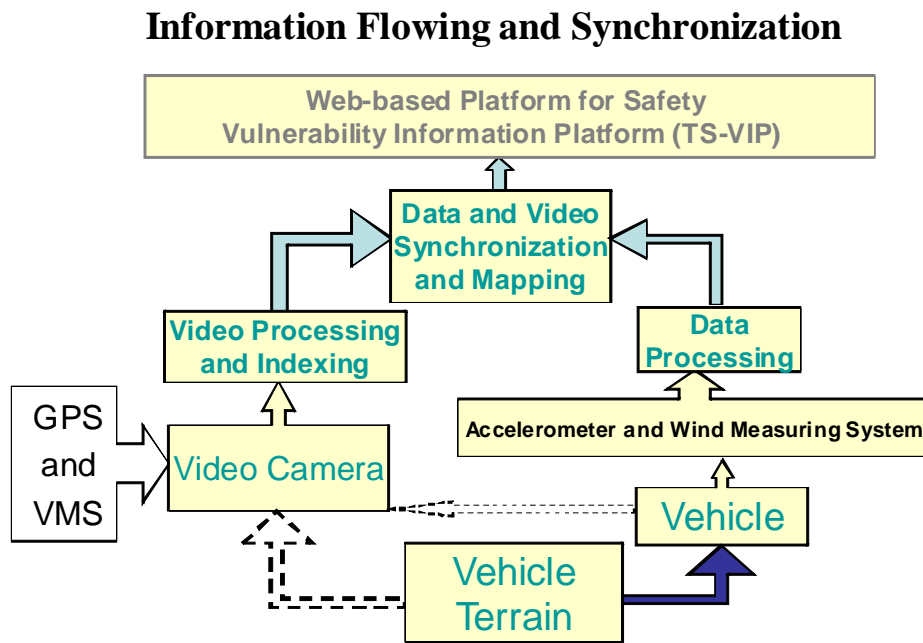 Information Flowing and Synchronization
Web-based Platform for Safety
Vulnerability Information Platform (TS-VIP)
Data and Video
Synchronization
and Mapping
Video Processing
and Indexing
Data
Processing
GPS
and
VMS
Video Camera
Accelerometer and Wind Measuring System
Vehicle
Vehicle
Terrain